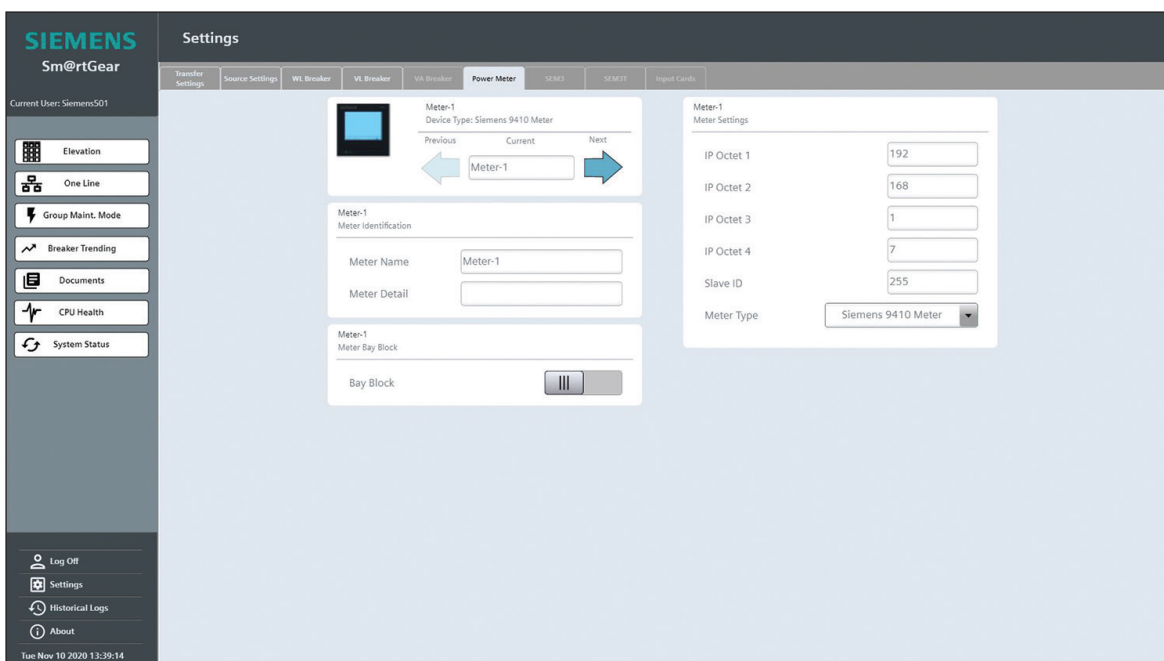 SIEMENS
Sm@rtGear
Current User: Siemens501
Elevation
One Line
Group Maint. Mode
Breaker Trending
Documents
CPU Health
System Status
Log Off
Settings
Historical Logs
About
Tue Nov 10 2020 13:39:14
Settings
Transfer
Settings
Source Settings
WL Breaker
VL Breaker
VA Breaker
Power Meter
SEM3
SEM3T
Input Cards
Meter-1
Device Type: Siemens 9410 Meter
Previous Current Next
Meter-1
Meter-1
Meter Identification
Meter Name Meter-1
Meter Detail
Meter-1
Meter Bay Block
Bay Block
Meter-1
Meter Settings
IP Octet 1 192
IP Octet 2 168
IP Octet 3 1
IP Octet 4 7
Slave ID 255
Meter Type Siemens 9410 Meter